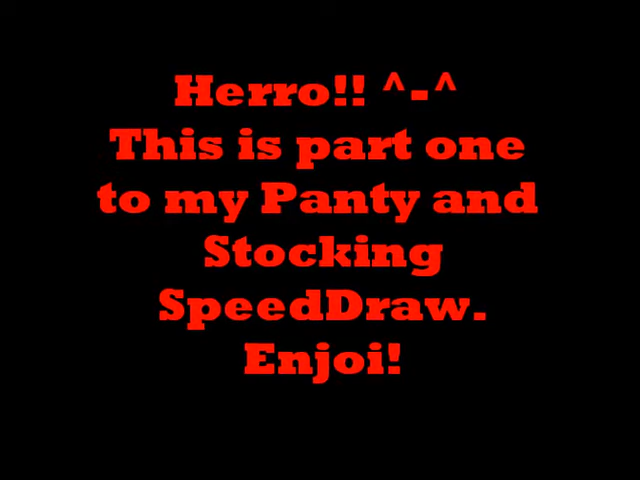 Herro!! ^-^
This is part one
to my Panty and
Stocking
SpeedDraw.
Enjoi!